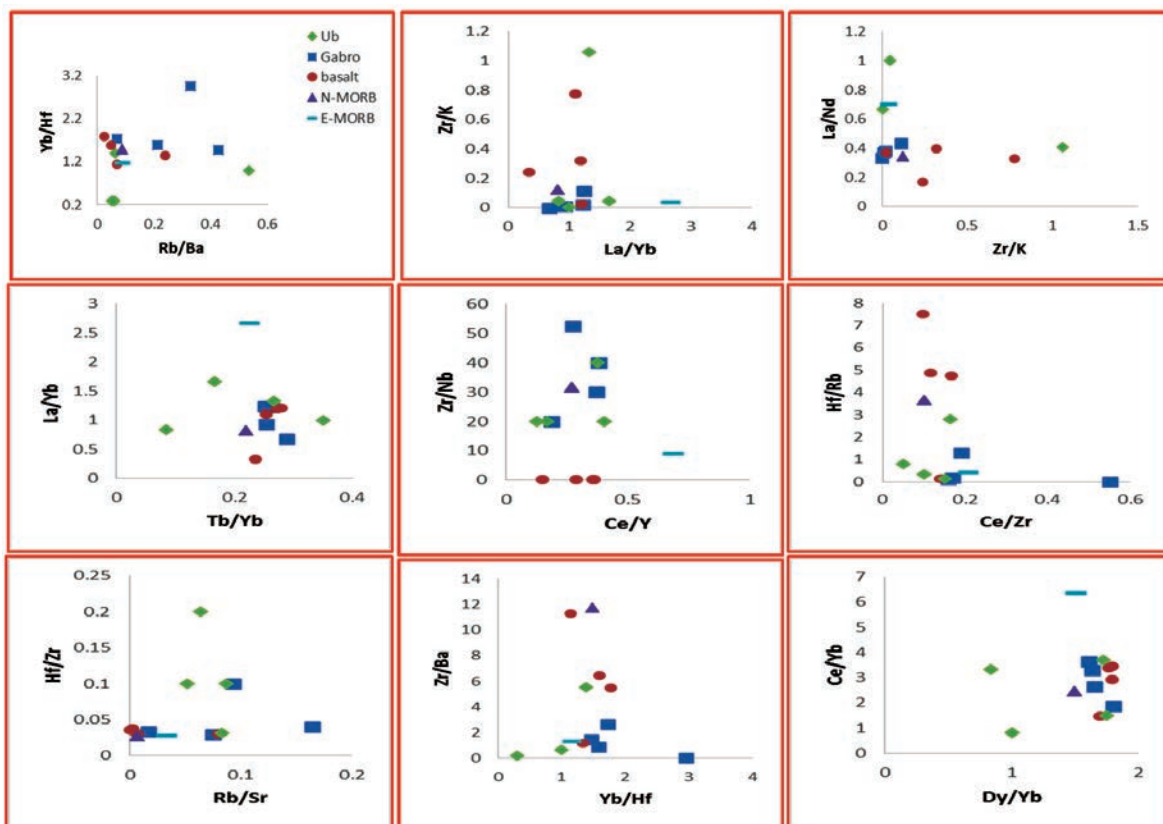 Yb/Hf
3.2
2.2
1.2
0.2
0 0.2 0.4 0.6
Rb/Ba
Ub
Gabro
basalt
N-MORB
E-MORB
Zr/K
1.2
1
0.8
0.6
0.4
0.2
0
0 1 2 3 4
La/Yb
La/Nd
1.2
1
0.8
0.6
0.4
0.2
0
0 0.5 1 1.5
Zr/K
La/Yb
3
2.5
2
1.5
1
0.5
0
0 0.2 0.4
Tb/Yb
Zr/Nb
60
50
40
30
20
10
0
0 0.5 1
Ce/Y
Hf/Rb
8
7
6
5
4
3
2
1
0
0 0.2 0.4 0.6
Ce/Zr
Hf/Zr
0.25
0.2
0.15
0.1
0.05
0
0 0.1 0.2
Rb/Sr
Zr/Ba
14
12
10
8
6
4
2
0
0 1 2 3 4
Yb/Hf
Ce/Yb
7
6
5
4
3
2
1
0
0 1 2
Dy/Yb